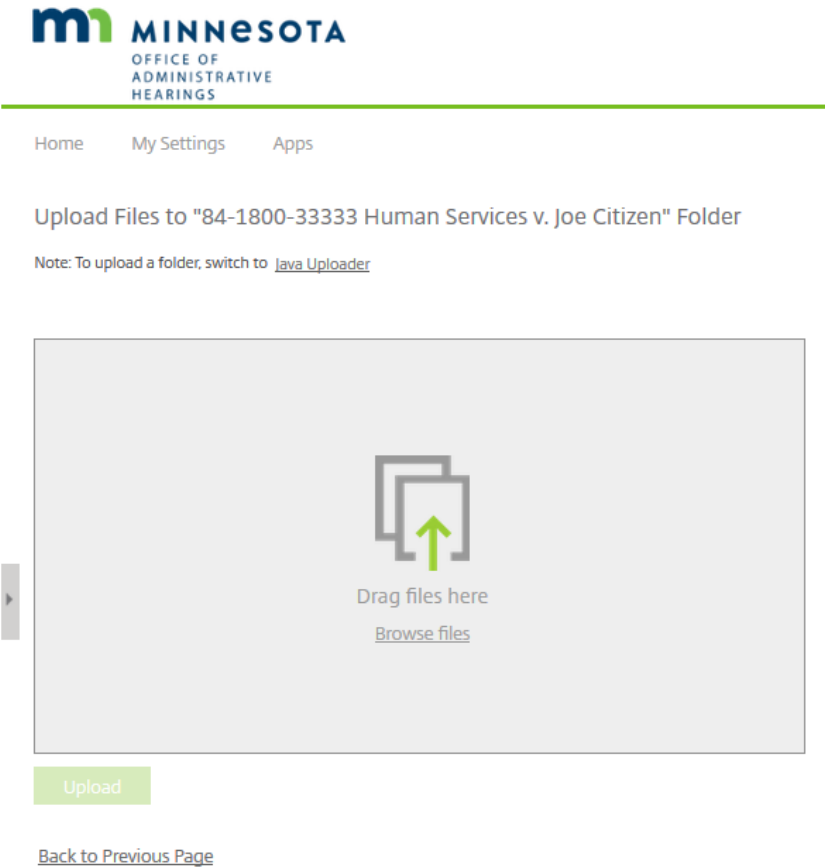 mn MINNESOTA
OFFICE OF
ADMINISTRATIVE
HEARINGS
Home My Settings Apps
Upload Files to "84-1800-33333 Human Services v. Joe Citizen" Folder
Note: To upload a folder, switch to Java Uploader
Drag files here
Browse files
Upload
Back to Previous Page